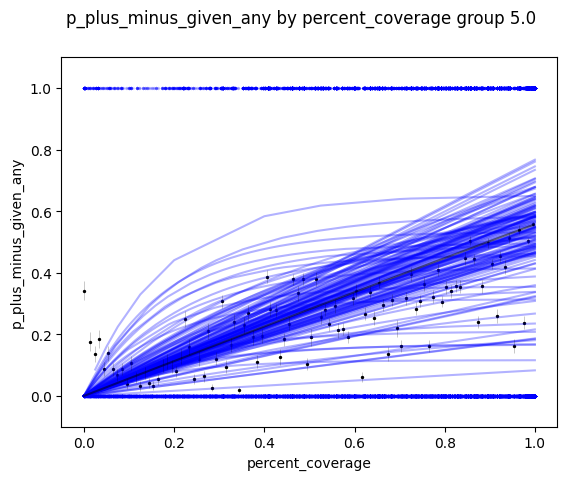 p_plus_minus_given_any by percent_coverage group 5.0
1.0
0.8
0.6
0.4
0.2
0.0
p_plus_minus_given_any
0.0 0.2 0.4 0.6 0.8 1.0
percent_coverage